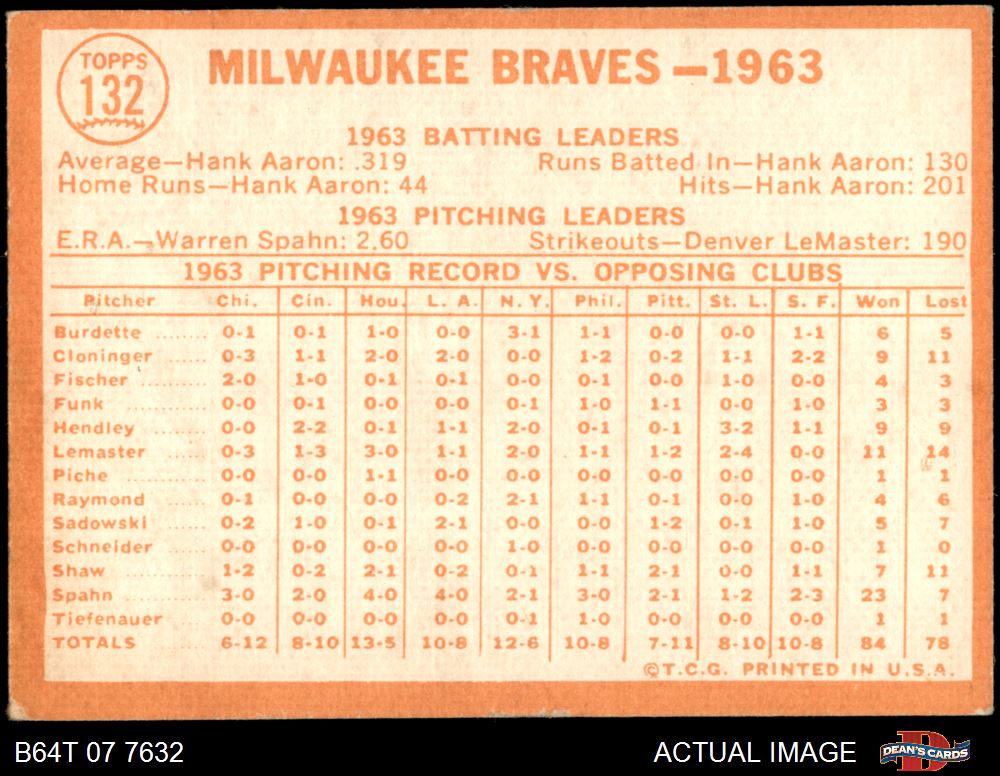 TOPPS
132
MILWAUKEE BRAVES—1963
1963 BATTING LEADERS
Average—Hank Aaron: .319 Runs Batted In—Hank Aaron: 130
Home Runs—Hank Aaron: 44 Hits—Hank Aaron: 201
1963 PITCHING LEADERS
E.R.A.—Warren Spahn: 2.60 Strikeouts—Denver LeMaster: 190
1963 PITCHING RECORD VS. OPPOSING CLUBS
Pitcher Chi. Cin. Hou. L. A. N. Y. Phil. Pitt. St. L. S. F. Won Lost
Burdette ........ 0-1 0-1 1-0 0-0 3-1 1-1 0-0 0-0 1-1 6 5
Cloninger ...... 0-3 1-1 2-0 2-0 0-0 1-2 0-2 1-1 2-2 9 11
Fischer .......... 2-0 1-0 0-1 0-1 0-0 0-1 0-0 1-0 0-0 4 3
Funk ............ 0-0 0-1 0-0 0-0 0-1 1-0 1-1 0-0 1-0 3 3
Hendley ........ 0-0 2-2 0-1 1-1 2-0 0-1 0-1 3-2 1-1 9 9
Lemaster ...... 0-3 1-3 3-0 1-1 2-0 1-1 1-2 2-4 0-0 11 14
Piche ............ 0-0 0-0 1-1 0-0 0-0 0-0 0-0 0-0 0-0 1 1
Raymond ...... 0-1 0-0 0-0 0-2 2-1 1-1 0-1 0-0 1-0 4 6
Sadowski ...... 0-2 1-0 0-1 2-1 0-0 0-0 1-2 0-1 1-0 5 7
Schneider ...... 0-0 0-0 0-0 0-0 1-0 0-0 0-0 0-0 0-0 1 0
Shaw ............ 1-2 0-2 2-1 0-2 0-1 1-1 2-1 0-0 1-1 7 11
Spahn .......... 3-0 2-0 4-0 4-0 2-1 3-0 2-1 1-2 2-3 23 7
Tiefenauer .... 0-0 0-0 0-0 0-0 0-1 1-0 0-0 0-0 0-0 1 1
TOTALS 6-12 8-10 13-5 10-8 12-6 10-8 7-11 8-10 10-8 84 78
©T.C.G. PRINTED IN U.S.A.
B64T 07 7632 ACTUAL IMAGE DEAN'S CARDS